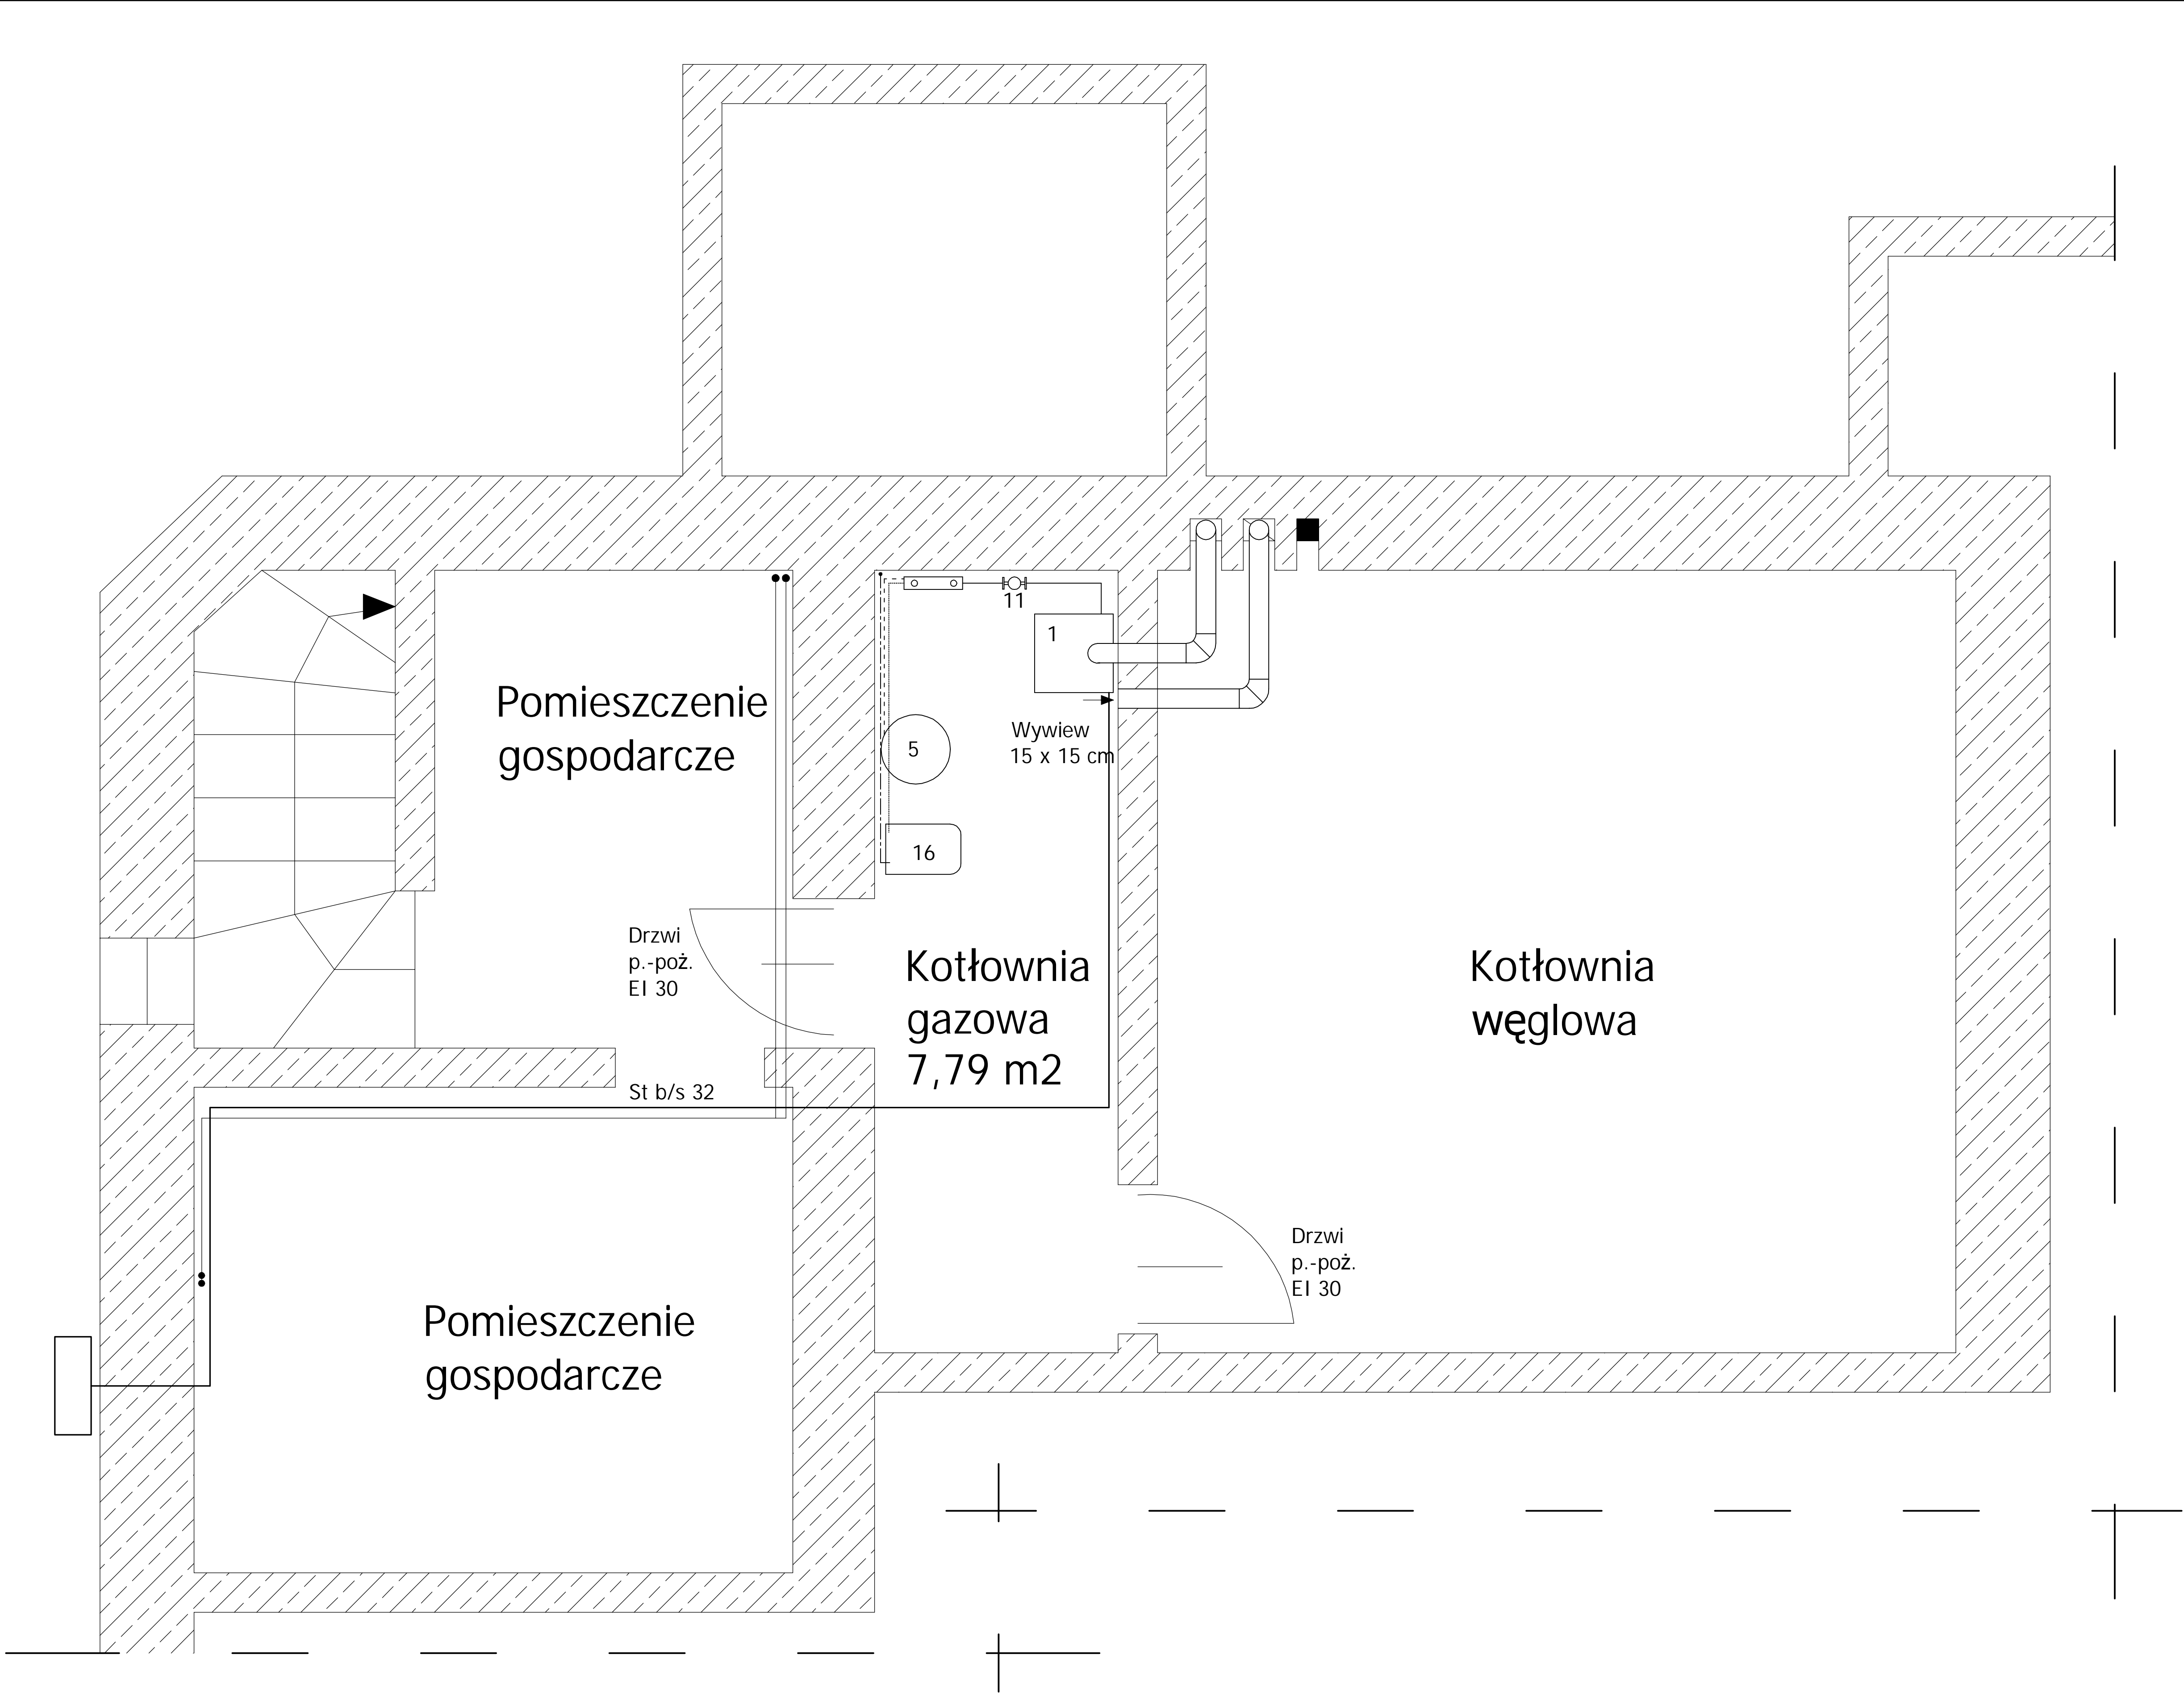 11
1
Pomieszczenie
gospodarcze
Wywiew
15 x 15 cm
5
16
Drzwi
p.-poż.
EI 30
Kotłownia
gazowa
7,79 m2
Kotłownia
węglowa
St b/s 32
Drzwi
p.-poż.
EI 30
Pomieszczenie
gospodarcze